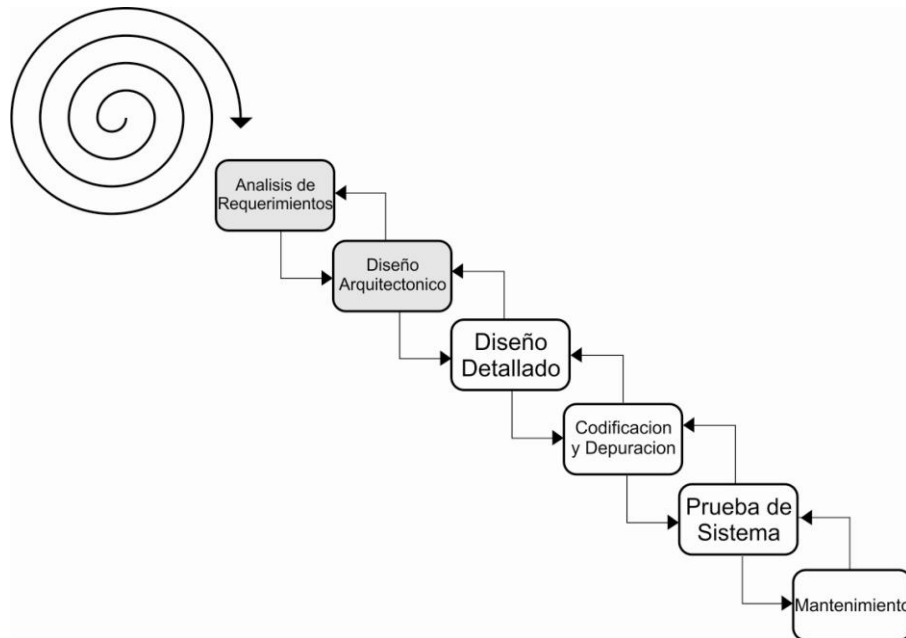 Analisis de
Requerimientos
Diseño
Arquitectonico
Diseño
Detallado
Codificacion
y Depuracion
Prueba de
Sistema
Mantenimiento